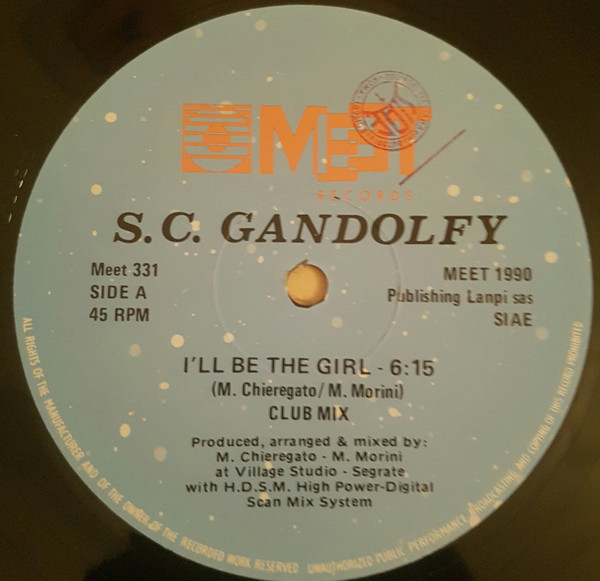 MEET
RECORDS
S.C. GANDOLFY
Meet 331
SIDE A
45 RPM
MEET 1990
Publishing Lanpi sas
SIAE
I'LL BE THE GIRL - 6:15
(M. Chieregato/M. Morini)
CLUB MIX
Produced, arranged & mixed by:
M. Chieregato - M. Morini
at Village Studio - Segrate
with H.D.S.M. High Power-Digital
Scan Mix System
ALL RIGHTS OF THE MANUFACTURER AND OF THE OWNER OF THE RECORDED WORK RESERVED UNAUTHORIZED PUBLIC PERFORMANCE BROADCASTING AND COPYING OF THIS RECORD PROHIBITED